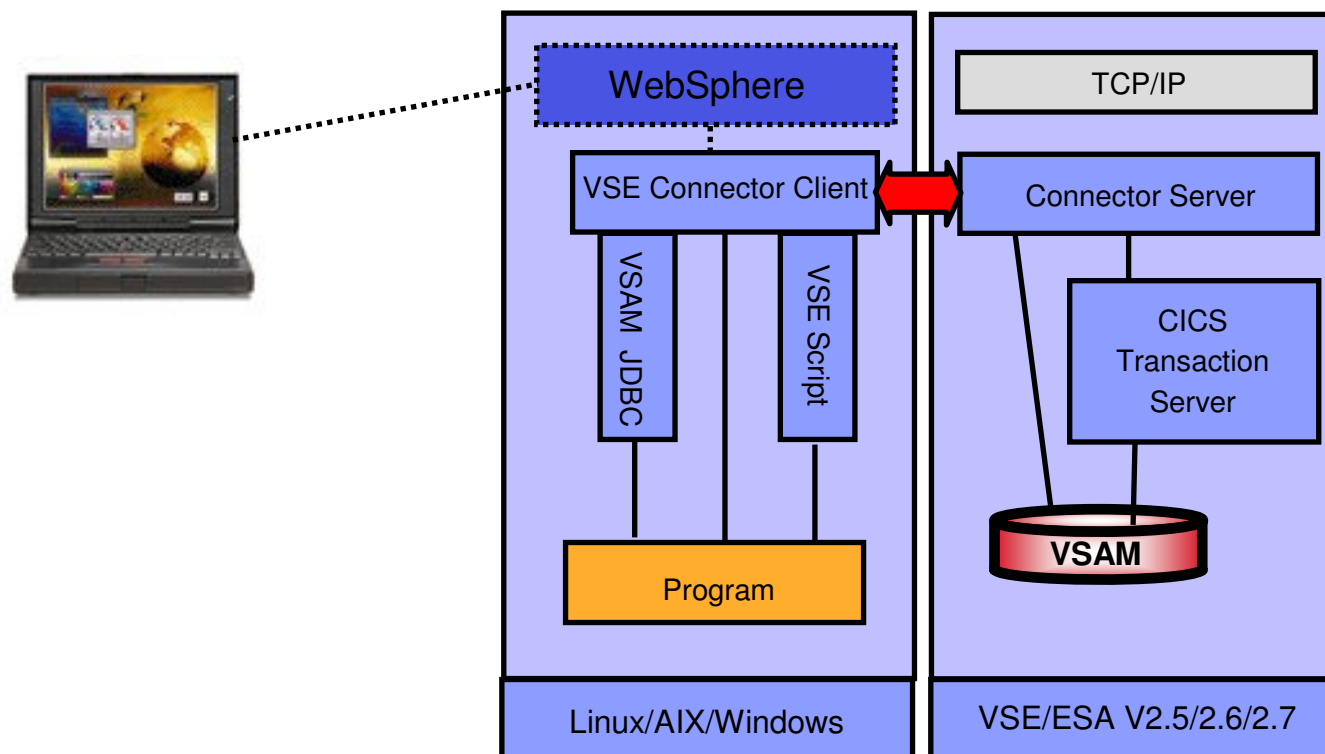 WebSphere
VSE Connector Client
VSAM JDBC
VSE Script
Program
Linux/AIX/Windows
TCP/IP
Connector Server
CICS
Transaction
Server
VSAM
VSE/ESA V2.5/2.6/2.7